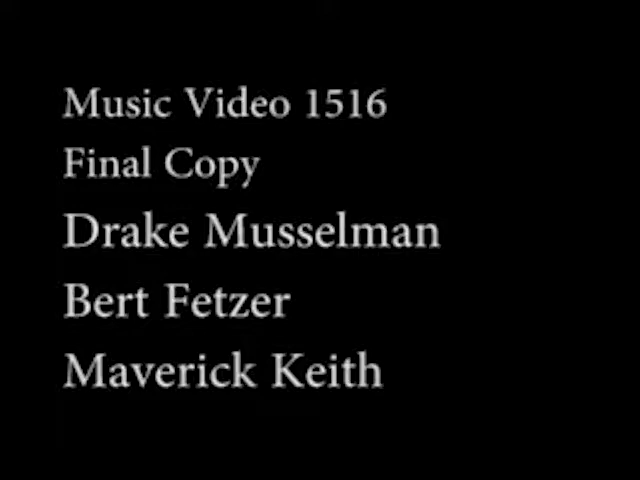 Music Video 1516
Final Copy
Drake Musselman
Bert Fetzer
Maverick Keith